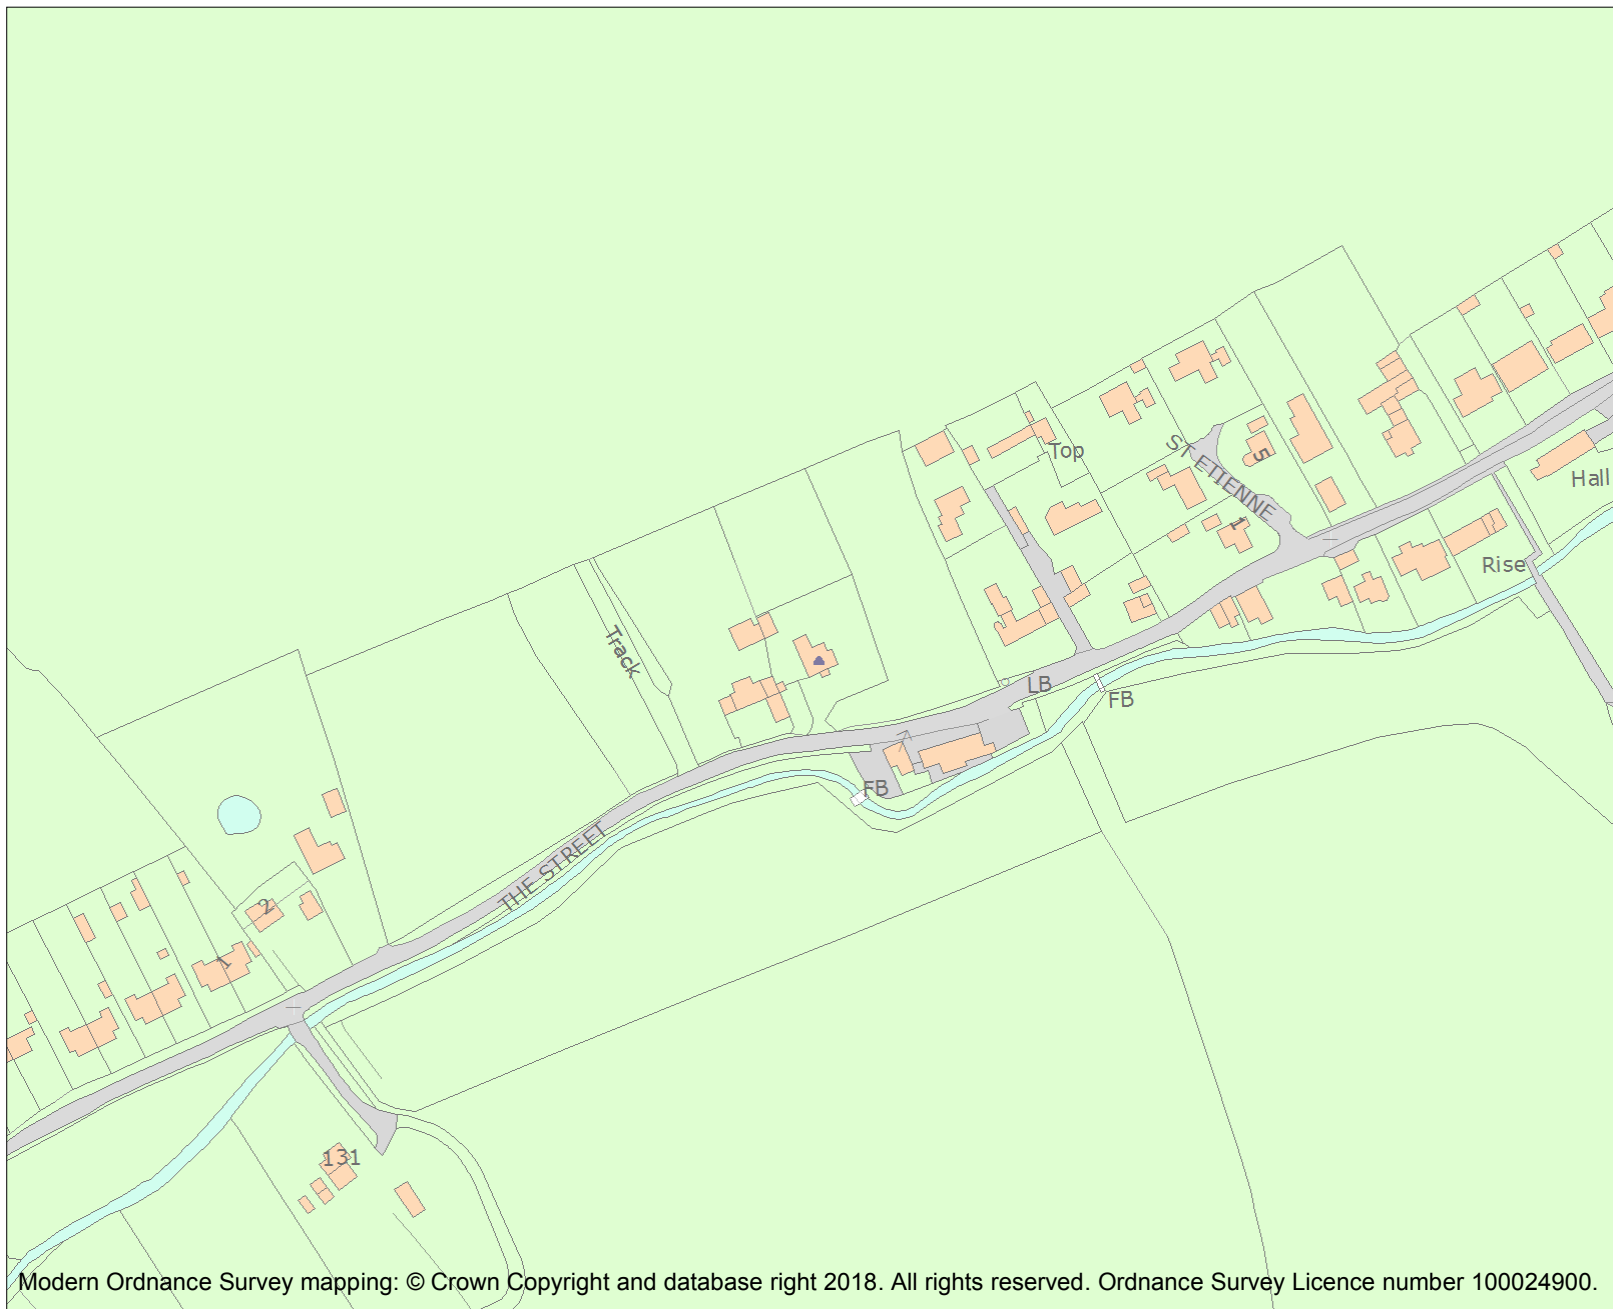 Top
ST ETIENNE
5
1
Hall
Rise
Track
LB
FB
FB
THE STREET
2
1
131
Modern Ordnance Survey mapping: © Crown Copyright and database right 2018. All rights reserved. Ordnance Survey Licence number 100024900.